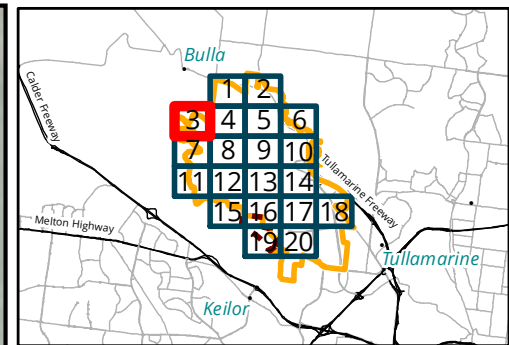 Bulla
Calder Freeway
1 2
3 4 5 6
7 8 9 10
Tullamarine Freeway
11 12 13 14
15 16 17 18
Melton Highway
19 20
Tullamarine
Keilor